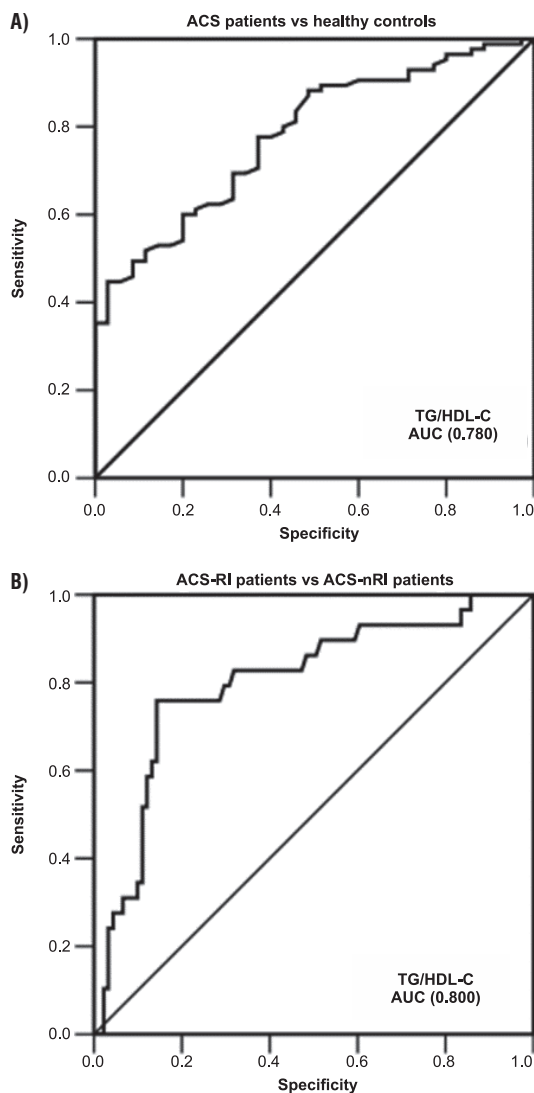 A)
ACS patients vs healthy controls
1.0
0.8
0.6
0.4
0.2
0.0
Sensitivity
TG/HDL-C
AUC (0.780)
0.0 0.2 0.4 0.6 0.8 1.0
Specificity
B)
ACS-RI patients vs ACS-nRI patients
1.0
0.8
0.6
0.4
0.2
0.0
Sensitivity
TG/HDL-C
AUC (0.800)
0.0 0.2 0.4 0.6 0.8 1.0
Specificity